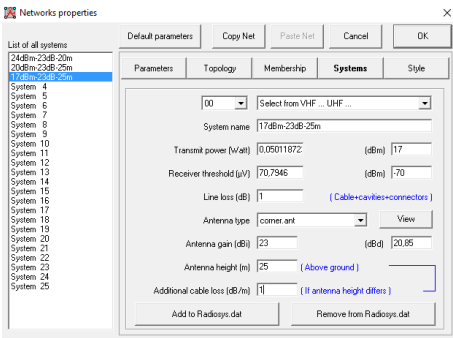 Networks properties
Default parameters
Copy Net
Paste Net
Cancel
OK
List of all systems
24dBm-23dB-20m
20dBm-23dB-25m
17dBm-23dB-25m
System 4
System 5
System 6
System 7
System 8
System 9
System 10
System 11
System 12
System 13
System 14
System 15
System 16
System 17
System 18
System 19
System 20
System 21
System 22
System 23
System 24
System 25
Parameters
Topology
Membership
Systems
Style
00
Select from VHF ... UHF ...
System name 17dBm-23dB-25m
Transmit power (Watt) 0,05011872: (dBm) 17
Receiver threshold (µV) 70,7946 (dBm) -70
Line loss (dB) 1 ( Cable+cavities+connectors )
Antenna type corner.ant View
Antenna gain (dBi) 23 (dBd) 20,85
Antenna height (m) 25 ( Above ground )
Additional cable loss (dB/m) 1 ( If antenna height differs )
Add to Radiosys.dat
Remove from Radiosys.dat